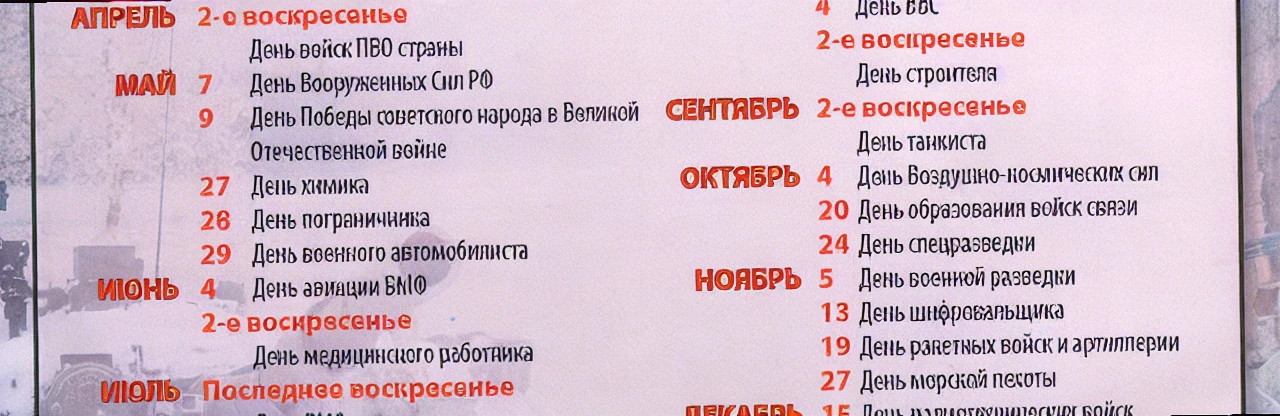 АПРЕЛЬ 2-е воскресенье
День войск ПВО страны
МАЙ 7 День Вооруженных Сил РФ
9 День Победы советского народа в Великой
Отечественной войне
27 День химика
28 День пограничника
29 День военного автомобилиста
ИЮНЬ 4 День авиации ВМФ
2-е воскресенье
День медицинского работника
ИЮЛЬ Последнее воскресенье
4 День ВВС
2-е воскресенье
День строителя
СЕНТЯБРЬ 2-е воскресенье
День танкиста
ОКТЯБРЬ 4 День Воздушно-космических сил
20 День образования войск связи
24 День спецразведки
НОЯБРЬ 5 День военной разведки
13 День шифровальщика
19 День ракетных войск и артиллерии
27 День морской пехоты
ДЕКАБРЬ 15 День войск